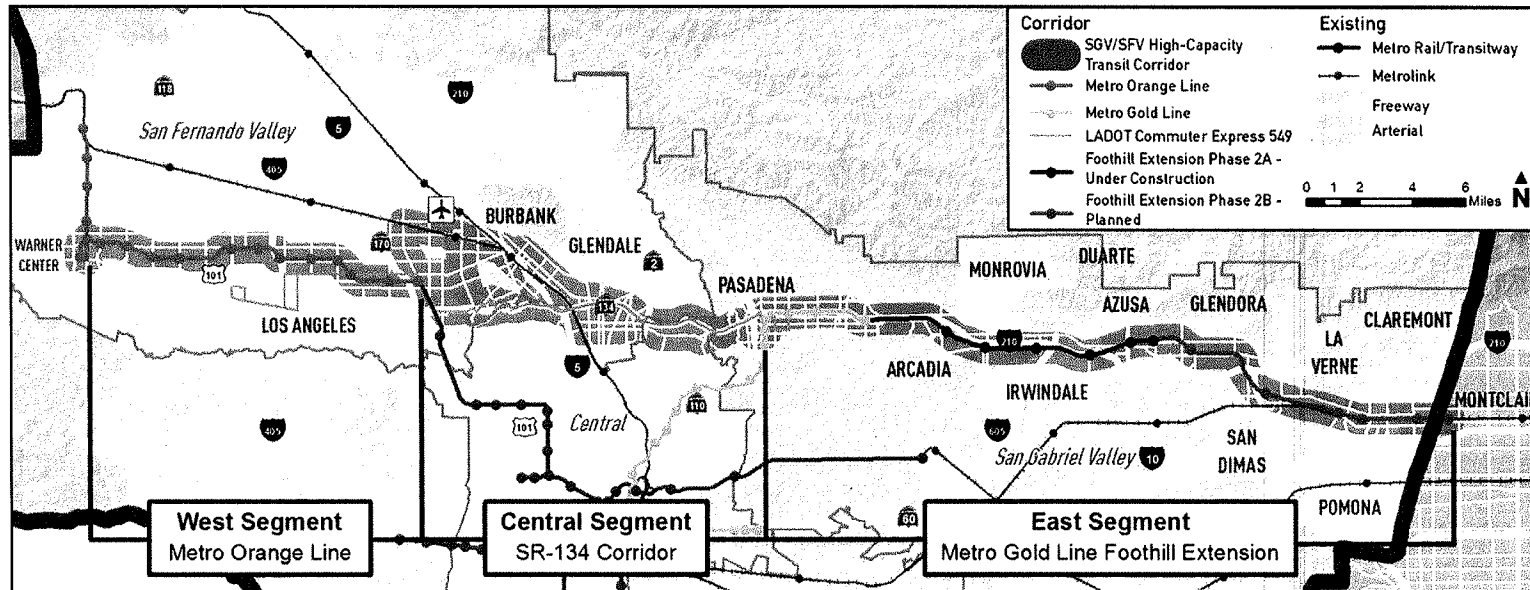 Corridor
SGV/SFV High-Capacity
Transit Corridor
Metro Orange Line
Metro Gold Line
LADOT Commuter Express 549
Foothill Extension Phase 2A -
Under Construction
Foothill Extension Phase 2B -
Planned
Existing
Metro Rail/Transitway
Metrolink
Freeway
Arterial
0 1 2 4 6
Miles
N
118
210
San Fernando Valley
5
405
BURBANK
GLENDALE
170
2
WARNER
CENTER
101
LOS ANGELES
134
PASADENA
MONROVIA
DUARTE
AZUSA
GLENDORA
CLAREMONT
LA
VERNE
210
210
ARCADIA
IRWINDALE
MONTCLAI
5
110
405
101
Central
605
San Gabriel Valley
10
SAN
DIMAS
POMONA
60
West Segment
Metro Orange Line
Central Segment
SR-134 Corridor
East Segment
Metro Gold Line Foothill Extension